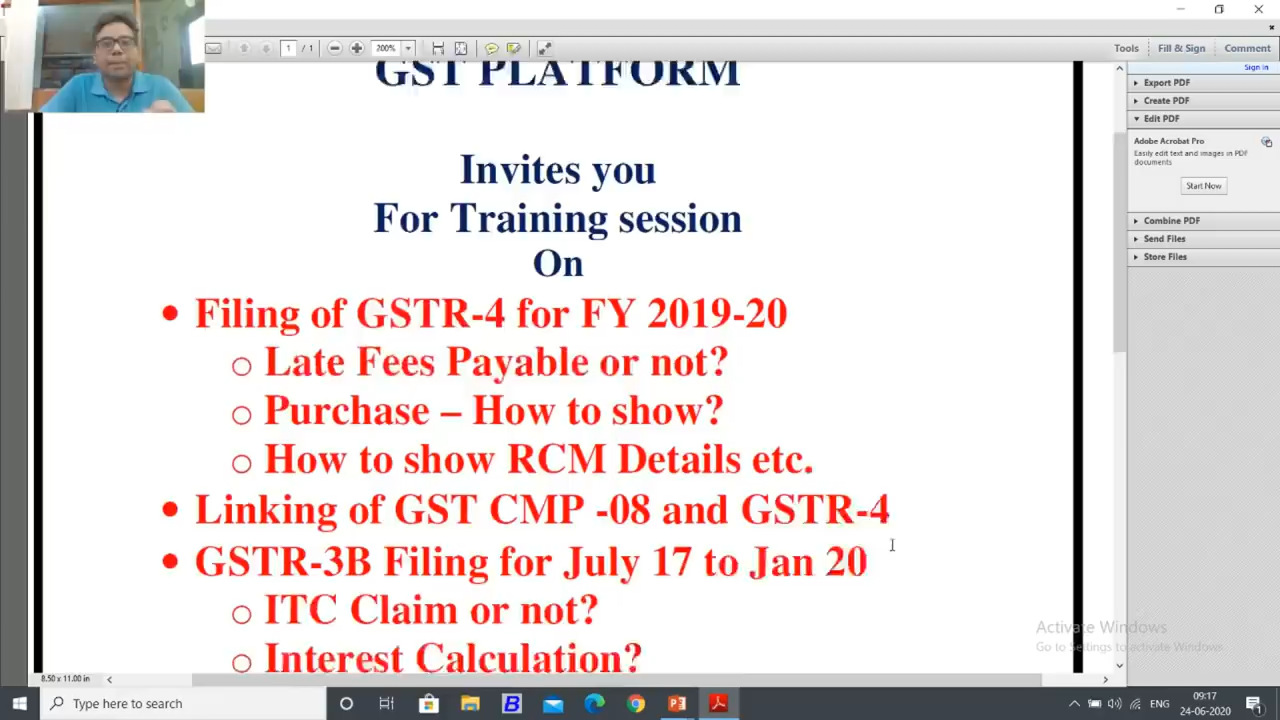 1 / 1
200%
Tools
Fill & Sign
Comment
Sign In
GST PLATFORM
Invites you
For Training session
On
• Filing of GSTR-4 for FY 2019-20
o Late Fees Payable or not?
o Purchase – How to show?
o How to show RCM Details etc.
• Linking of GST CMP -08 and GSTR-4
• GSTR-3B Filing for July 17 to Jan 20
o ITC Claim or not?
o Interest Calculation?
Export PDF
Create PDF
Edit PDF
Adobe Acrobat Pro
Easily edit text and images in PDF
documents
Start Now
Combine PDF
Send Files
Store Files
Activate Windows
Go to Settings to activate Windows.
8.50 x 11.00 in
Type here to search
B
ENG
09:17
24-06-2020
1